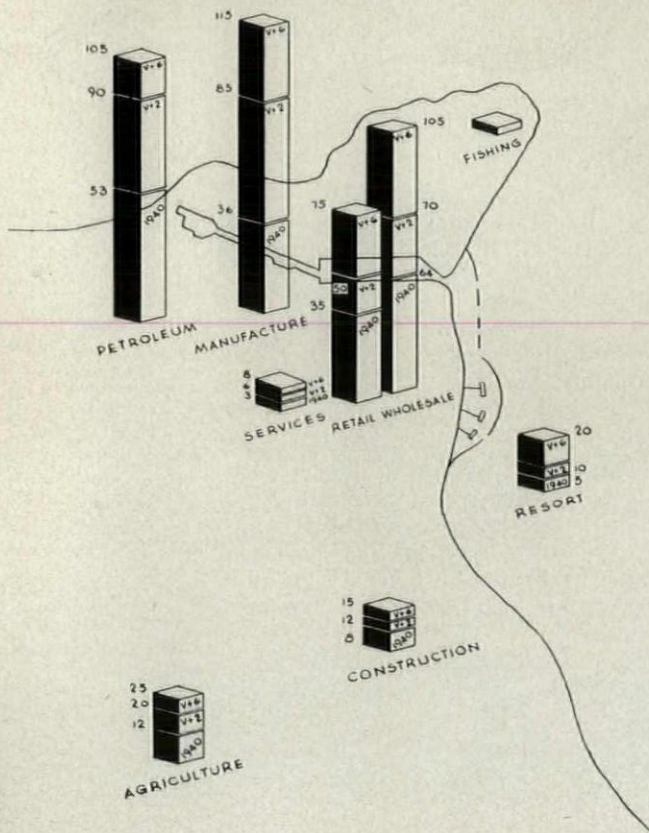 115
V+6
105
V+6
90
85
V+2
V+2
V+6
105
FISHING
53
1940
36
1940
75
V+6
V+2
70
50
V+2
1940
64
35
1940
PETROLEUM
MANUFACTURE
8
6
3
V+6
V+2
1940
SERVICES
RETAIL WHOLESALE
20
V+6
V+2
10
1940
5
RESORT
15
V+6
12
V+2
8
1940
CONSTRUCTION
25
20
V+6
V+2
12
1940
AGRICULTURE